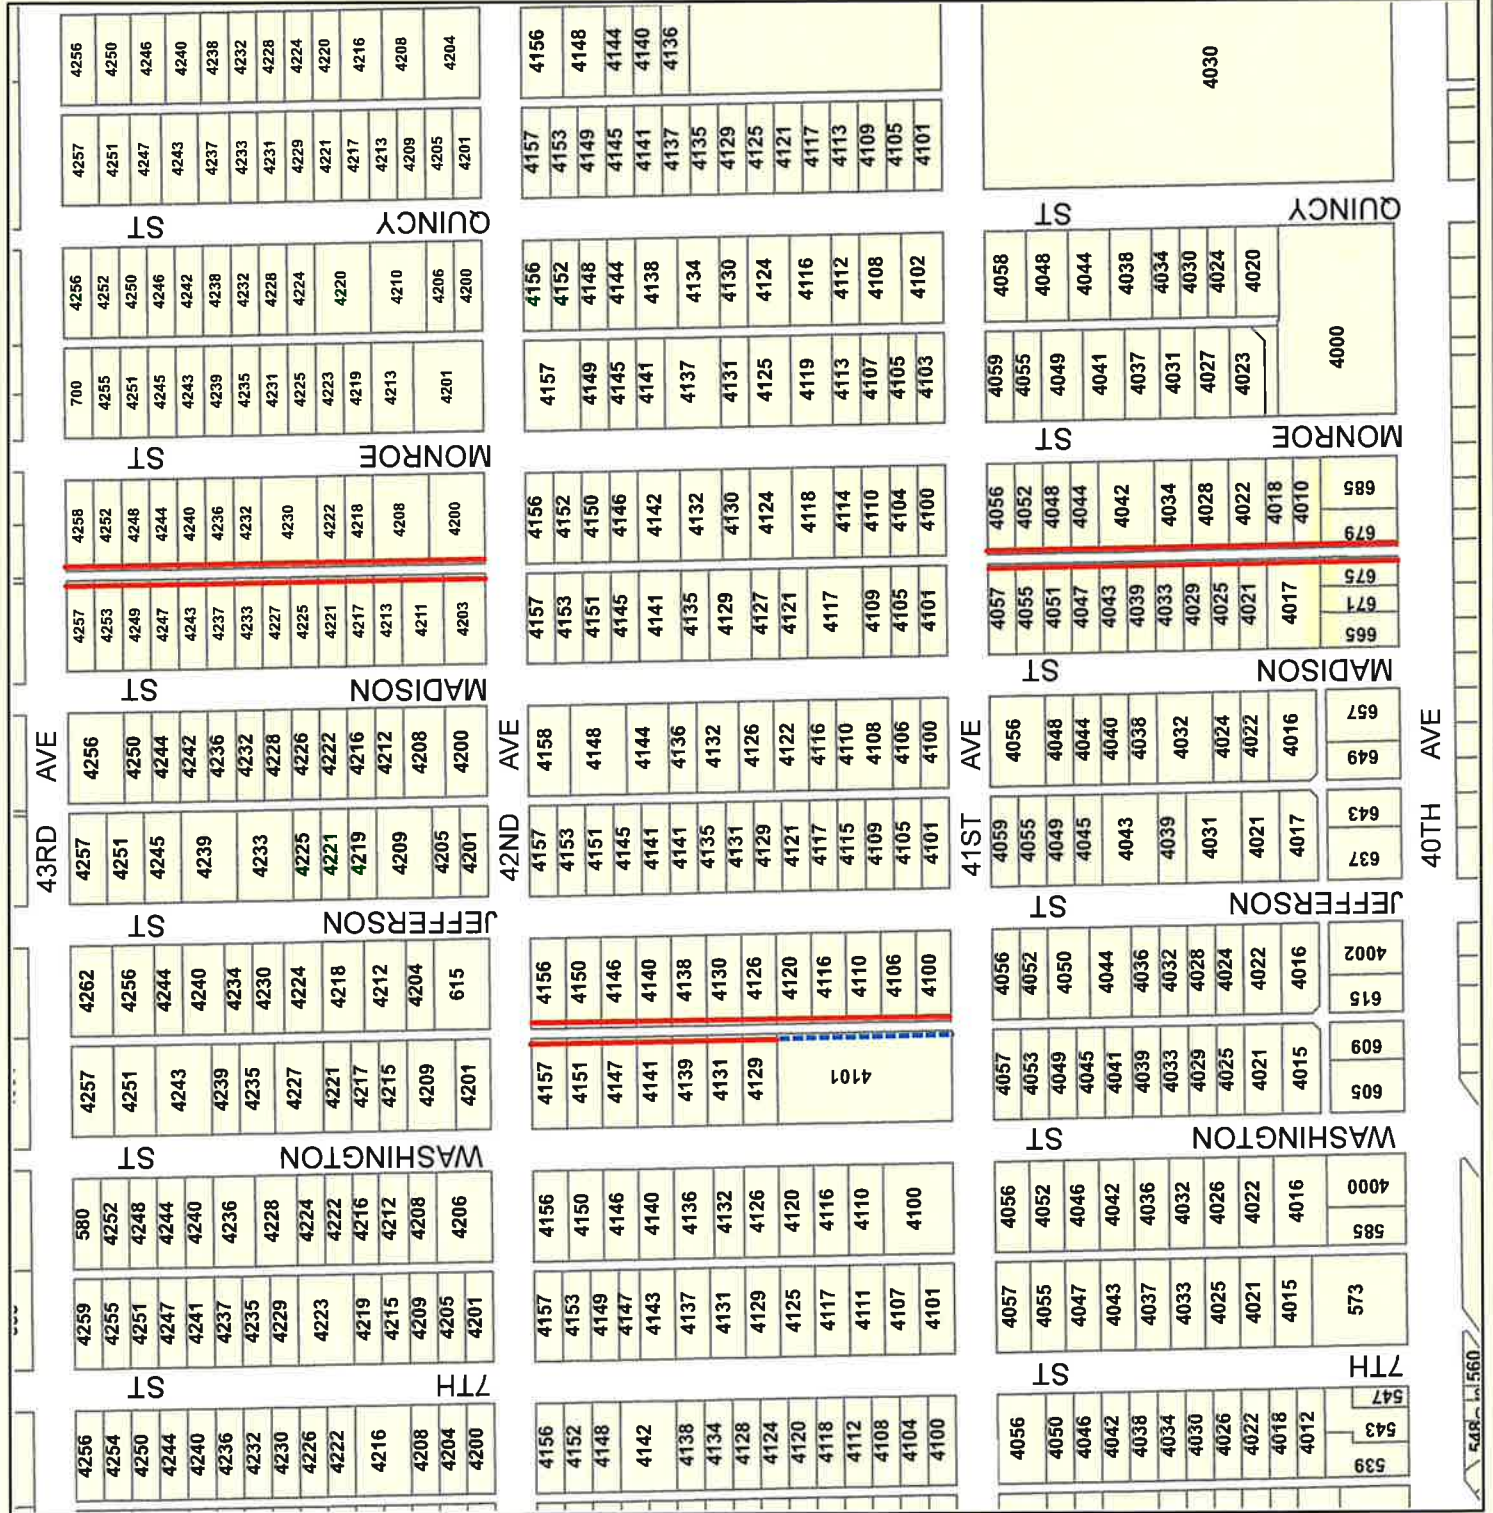 4256 4250 4246 4240 4238 4232 4228 4224 4220 4216 4208 4204
4156 4148 4144 4140 4136
4030
4257 4251 4247 4243 4237 4233 4231 4229 4221 4217 4213 4209 4205 4201
4157 4153 4149 4145 4141 4137 4135 4129 4125 4121 4117 4113 4109 4105 4101
ST QUINCY
ST QUINCY
4256 4252 4250 4246 4242 4238 4232 4228 4224 4220 4210 4206 4200
4156 4152 4148 4144 4138 4134 4130 4124 4116 4112 4108 4102
4058 4048 4044 4038 4034 4030 4024 4020
4000
700 4255 4251 4245 4243 4239 4235 4231 4225 4223 4219 4213 4201
4157 4149 4145 4141 4137 4131 4125 4119 4113 4107 4105 4103
4059 4055 4049 4041 4037 4031 4027 4023
ST MONROE
ST MONROE
4258 4252 4248 4244 4240 4236 4232 4230 4222 4218 4208 4200
4156 4152 4150 4146 4142 4132 4130 4124 4118 4114 4110 4104 4100
4056 4052 4048 4044 4042 4034 4028 4022 4018 4010 685 679
4257 4253 4249 4247 4243 4237 4233 4227 4225 4221 4217 4213 4211 4203
4157 4153 4151 4145 4141 4135 4129 4127 4121 4117 4109 4105 4101
4057 4055 4051 4047 4043 4039 4033 4029 4025 4021 4017 675 671 665
ST MADISON
ST MADISON
43RD AVE
42ND AVE
41ST AVE
40TH AVE
4256 4250 4244 4242 4236 4232 4228 4226 4222 4216 4212 4208 4200
4158 4148 4144 4136 4132 4126 4122 4116 4110 4108 4106 4100
4056 4048 4044 4040 4038 4032 4024 4022 4016 657 649
4257 4251 4245 4239 4233 4225 4221 4219 4209 4205 4201
4157 4153 4151 4145 4141 4141 4135 4131 4129 4121 4117 4115 4109 4105 4101
4059 4055 4049 4045 4043 4039 4031 4021 4017 643 637
ST JEFFERSON
ST JEFFERSON
4262 4256 4244 4240 4234 4230 4224 4218 4212 4204 615
4156 4150 4146 4140 4138 4130 4126 4120 4116 4110 4106 4100
4056 4052 4050 4044 4036 4032 4028 4024 4022 4016 4002 615
4257 4251 4243 4239 4235 4227 4221 4217 4215 4209 4201
4157 4151 4147 4141 4139 4131 4129 4101
4057 4053 4049 4045 4041 4039 4033 4029 4025 4021 4015 609 605
ST WASHINGTON
ST WASHINGTON
580 4252 4248 4244 4240 4236 4228 4224 4222 4216 4212 4208 4206
4156 4150 4146 4140 4136 4132 4126 4120 4116 4110 4100
4056 4052 4046 4042 4036 4032 4026 4022 4016 4000 585
4259 4255 4251 4247 4241 4237 4235 4229 4223 4219 4215 4209 4205 4201
4157 4153 4149 4147 4143 4137 4131 4129 4125 4117 4111 4107 4101
4057 4055 4047 4043 4037 4033 4025 4021 4015 573
ST 7TH
ST 7TH
4256 4254 4250 4244 4240 4236 4232 4230 4226 4222 4216 4208 4204 4200
4156 4152 4148 4142 4138 4134 4128 4124 4120 4118 4112 4108 4104 4100
4056 4050 4046 4042 4038 4034 4030 4026 4022 4018 4012 547 543 539
548 560